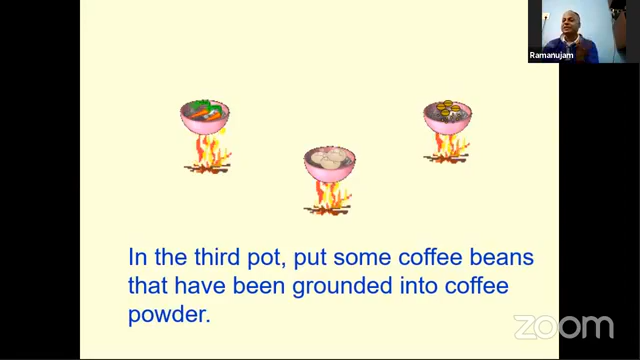 Ramanujam
In the third pot, put some coffee beans
that have been grounded into coffee
powder.
zoom